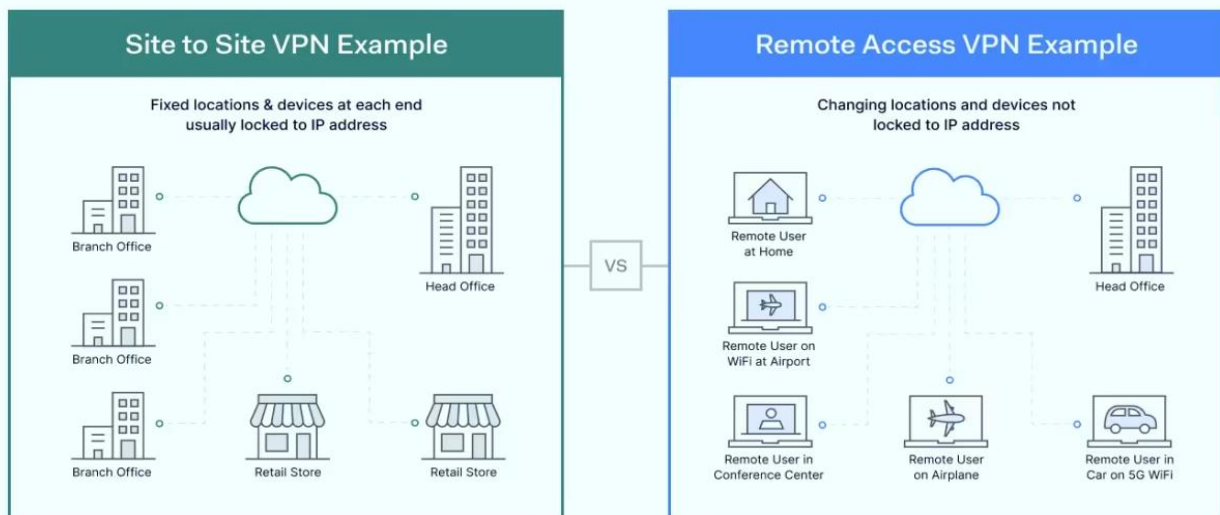 Site to Site VPN Example
Fixed locations & devices at each end
usually locked to IP address
Branch Office
Head Office
Branch Office
Branch Office
Retail Store
Retail Store
VS
Remote Access VPN Example
Changing locations and devices not
locked to IP address
Remote User
at Home
Head Office
Remote User on
WiFi at Airport
Remote User in
Conference Center
Remote User
on Airplane
Remote User in
Car on 5G WiFi